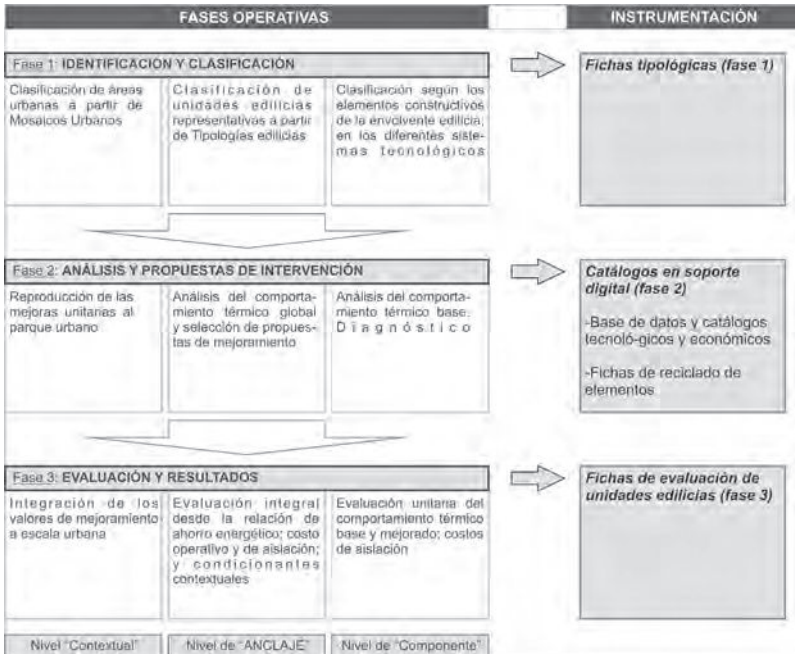 FASES OPERATIVAS
INSTRUMENTACIÓN
Fase 1: IDENTIFICACIÓN Y CLASIFICACIÓN
Clasificación de áreas
urbanas a partir de
Mosaicos Urbanos
Clasificación de
unidades edilicias
representativas a partir
de Tipologías edilicias
Clasificación según los
elementos constructivos
de la envolvente edilicia,
en los diferentes siste-
mas tecnológicos
Fichas tipológicas (fase 1)
Fase 2: ANÁLISIS Y PROPUESTAS DE INTERVENCIÓN
Reproducción de las
mejoras unitarias al
parque urbano
Análisis del comporta-
miento térmico global
y selección de propues-
tas de mejoramiento
Análisis del comporta-
miento térmico base.
Diagnóstico
Catálogos en soporte
digital (fase 2)
-Base de datos y catálogos
tecnoló-gicos y económicos
-Fichas de reciclado de
elementos
Fase 3: EVALUACIÓN Y RESULTADOS
Integración de los
valores de mejoramiento
a escala urbana
Evaluación integral
desde la relación de
ahorro energético; costo
operativo y de aislación;
y condicionantes
contextuales
Evaluación unitaria del
comportamiento térmico
base y mejorado; costos
de aislación
Fichas de evaluación de
unidades edilicias (fase 3)
Nivel "Contextual"
Nivel de "ANCLAJE"
Nivel de "Componente"